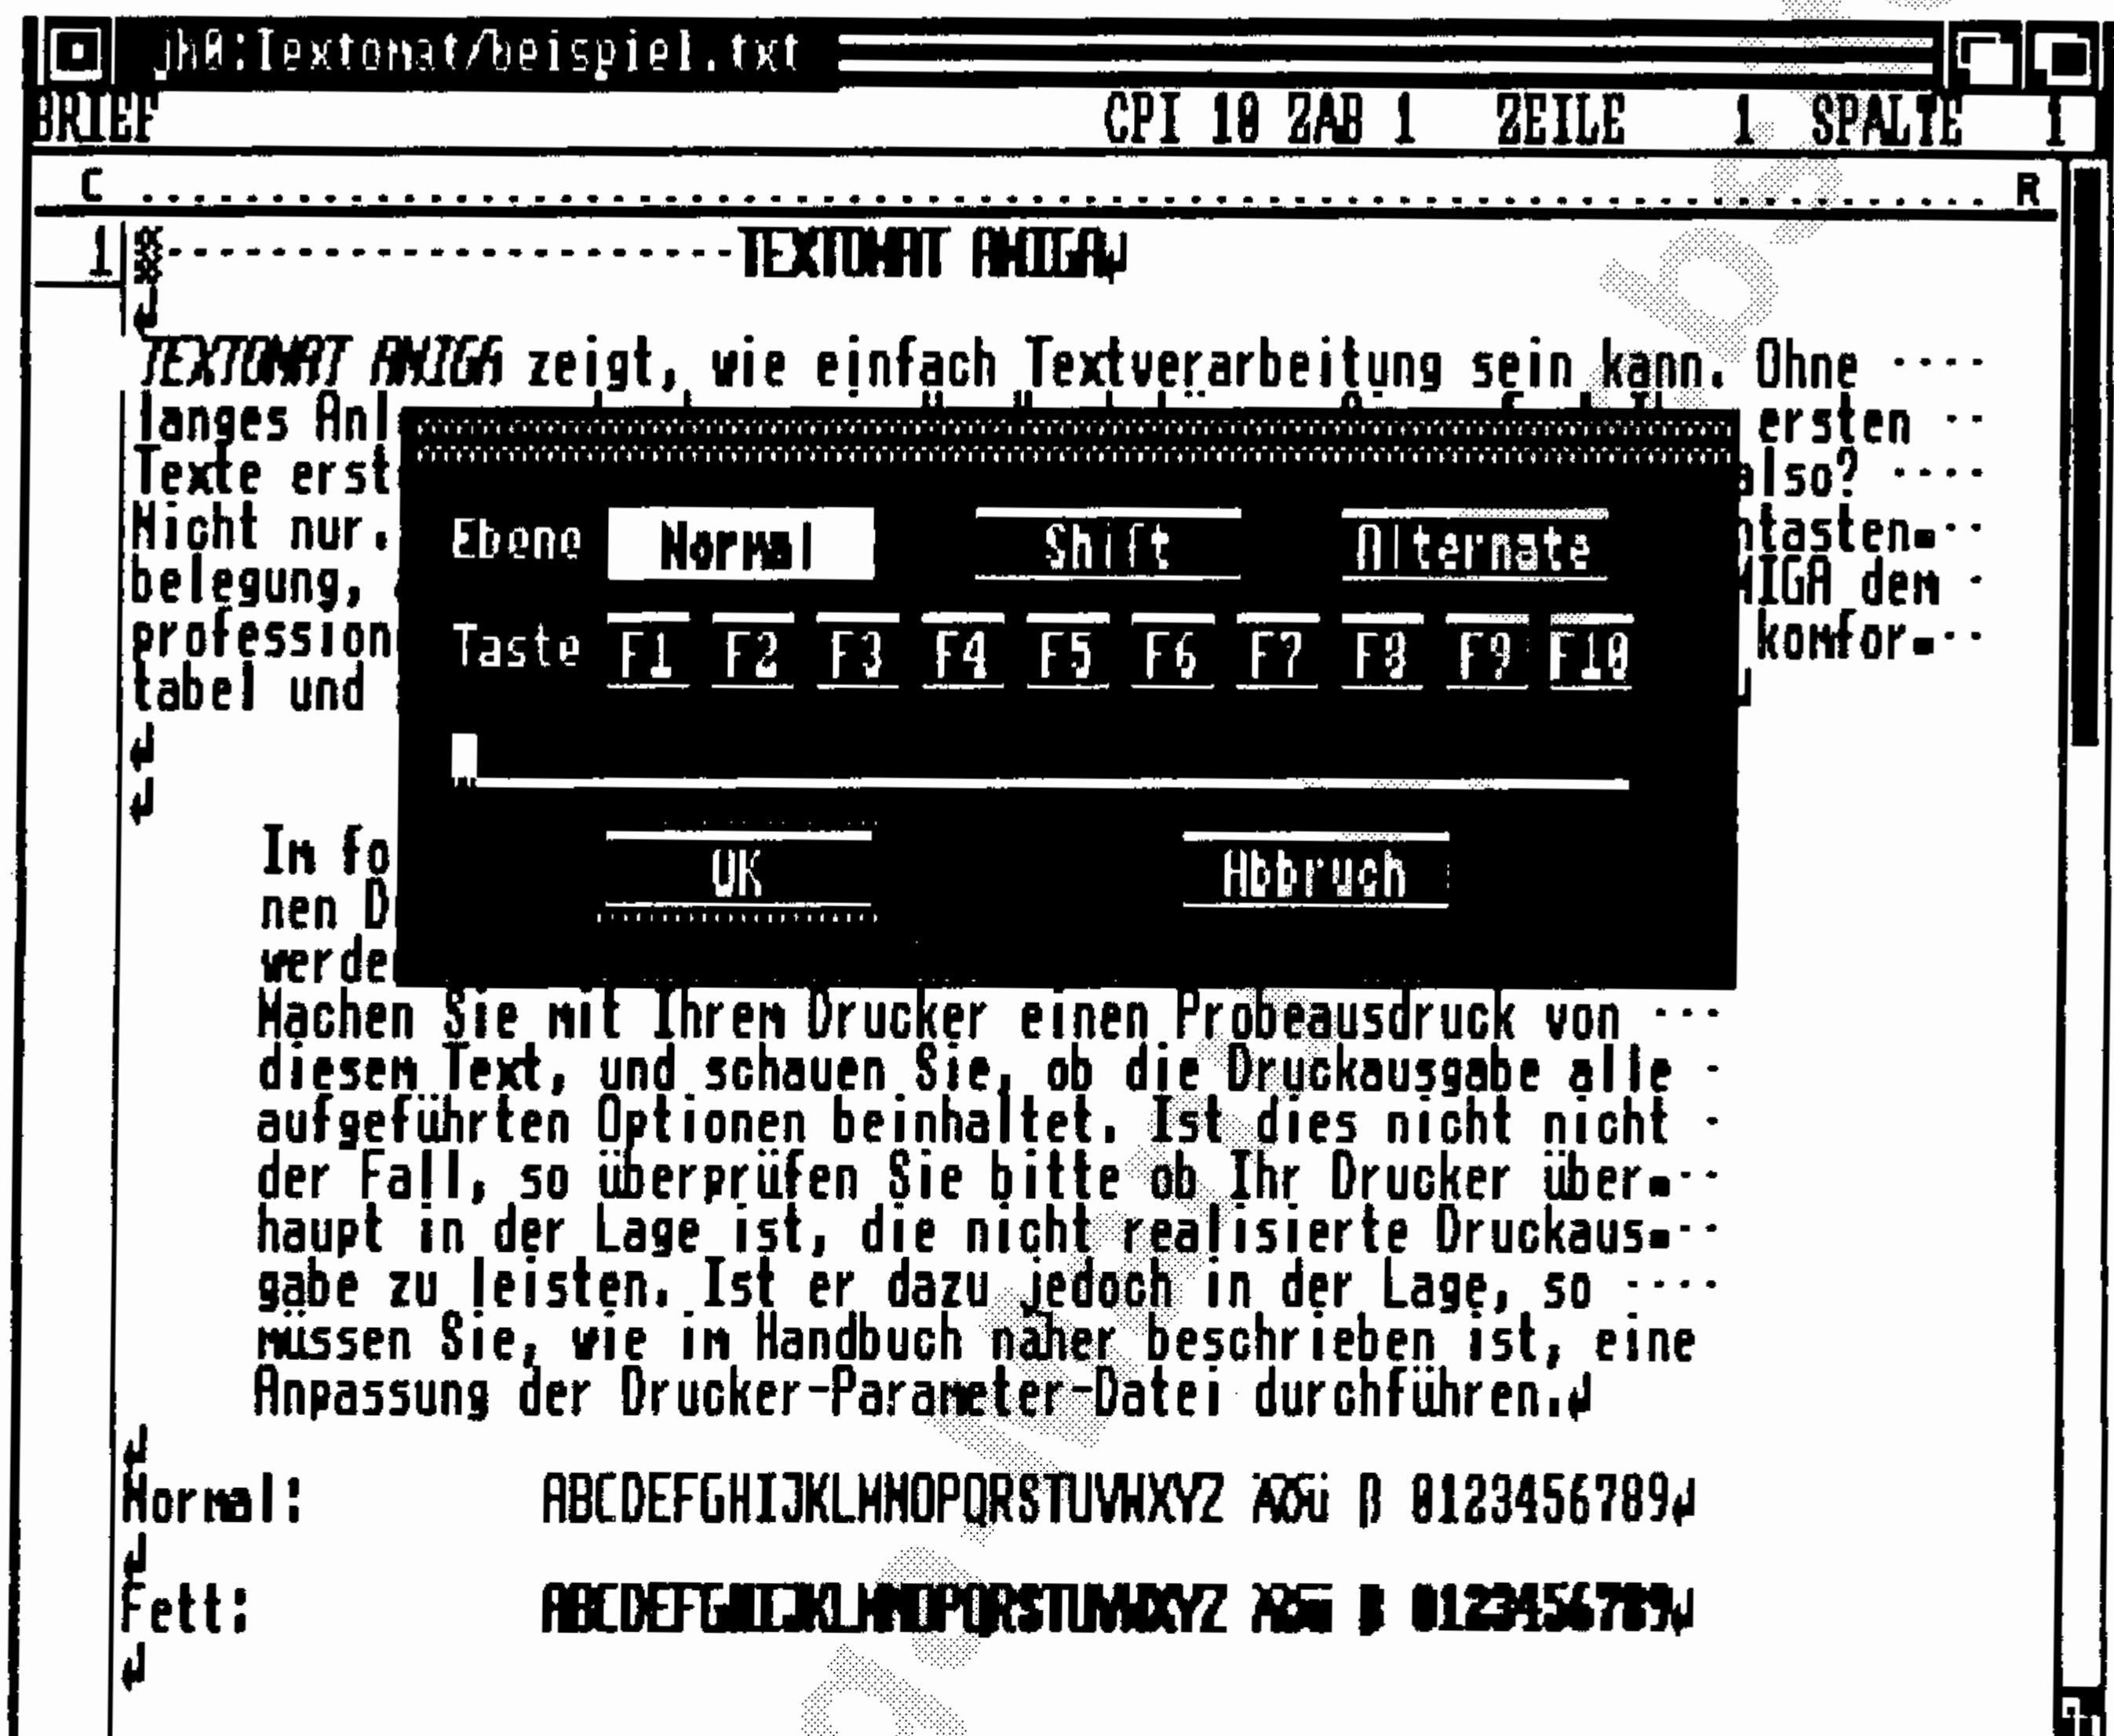 jh0:Textomat/beispiel.txt
BRIEF CPI 10 ZAB 1 ZEILE 1 SPALTE 1
C R
1 TEXTOMAT AMIGA
TEXTOMAT AMIGA zeigt, wie einfach Textverarbeitung sein kann. Ohne
langes Anl ersten
Texte erst also?
Nicht nur. ntasten-
belegung, MIGA dem
profession komfor-
tabel und
Ebene Normal Shift Alternate
Taste F1 F2 F3 F4 F5 F6 F7 F8 F9 F10
OK Abbruch
Im fo
nen D
werde
Machen Sie mit Ihrem Drucker einen Probeausdruck von
diesem Text, und schauen Sie, ob die Druckausgabe alle
aufgeführten Optionen beinhaltet. Ist dies nicht nicht
der Fall, so überprüfen Sie bitte ob Ihr Drucker über-
haupt in der Lage ist, die nicht realisierte Druckaus-
gabe zu leisten. Ist er dazu jedoch in der Lage, so
müssen Sie, wie im Handbuch näher beschrieben ist, eine
Anpassung der Drucker-Parameter-Datei durchführen.
Normal: ABCDEFGHIJKLMNOPQRSTUVWXYZ ÄÖü ß 0123456789
Fett: ABCDEFGHIJKLMNOPQRSTUVWXYZ ÄÖü ß 0123456789